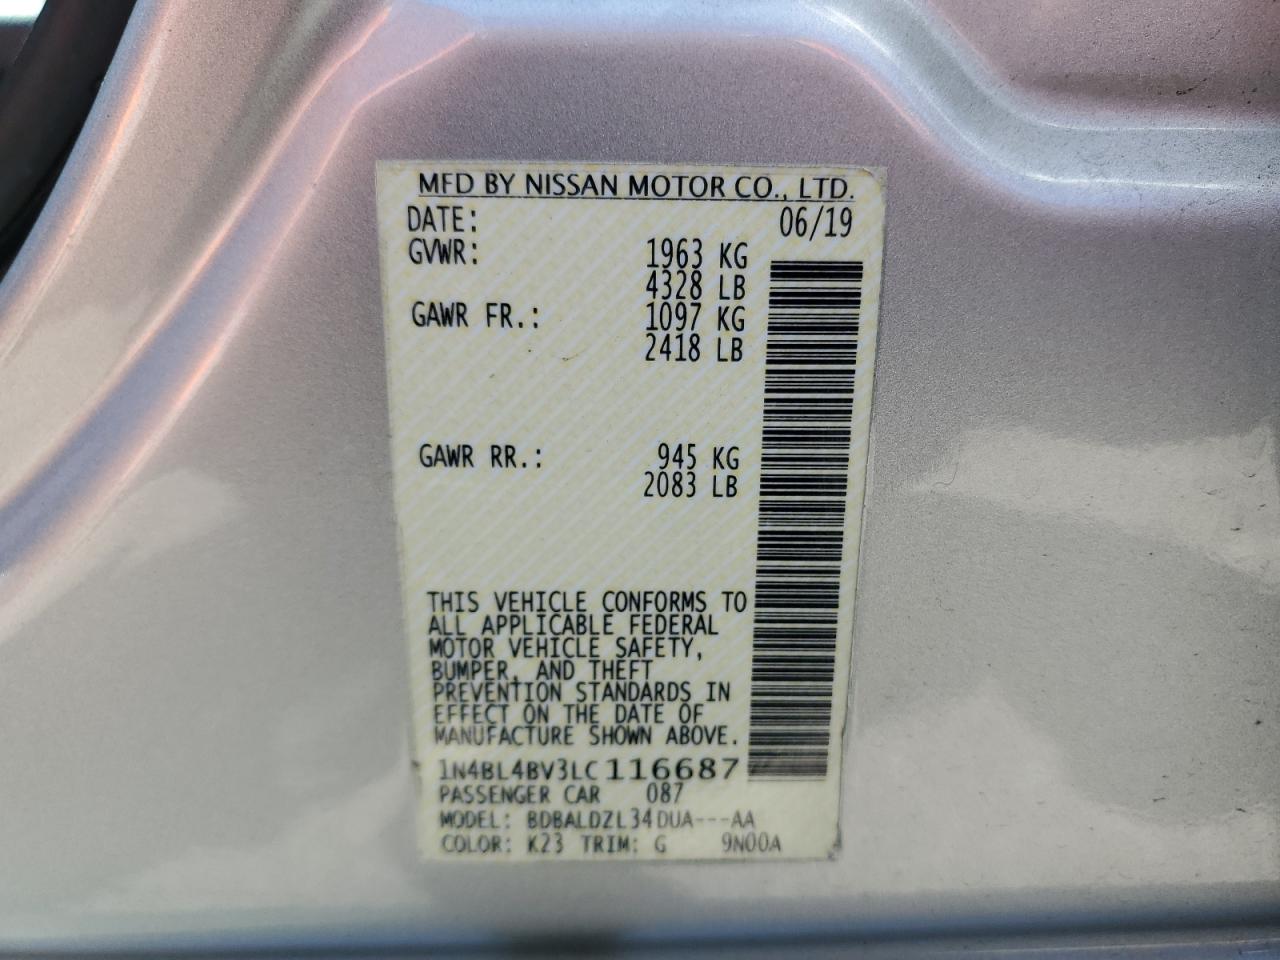 MFD BY NISSAN MOTOR CO., LTD.
DATE: 06/19
GVWR: 1963 KG
4328 LB
GAWR FR.: 1097 KG
2418 LB
GAWR RR.: 945 KG
2083 LB
THIS VEHICLE CONFORMS TO
ALL APPLICABLE FEDERAL
MOTOR VEHICLE SAFETY,
BUMPER, AND THEFT
PREVENTION STANDARDS IN
EFFECT ON THE DATE OF
MANUFACTURE SHOWN ABOVE.
1N4BL4BV3LC116687
PASSENGER CAR 087
MODEL: BDBALDZL34DUA---AA
COLOR: K23 TRIM: G 9N00A